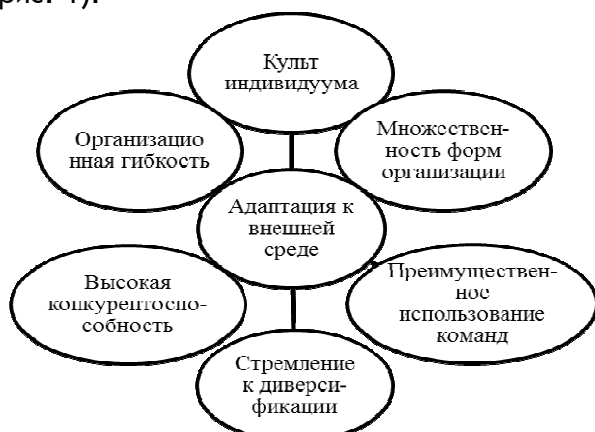 рис. 1).
Культ
индивидуума
Организацио
нная гибкость
Множествен-
ность форм
организации
Адаптация к
внешней
среде
Высокая
конкурентоспо-
собность
Преимуществен-
ное
использование
команд
Стремление
к диверси-
фикации